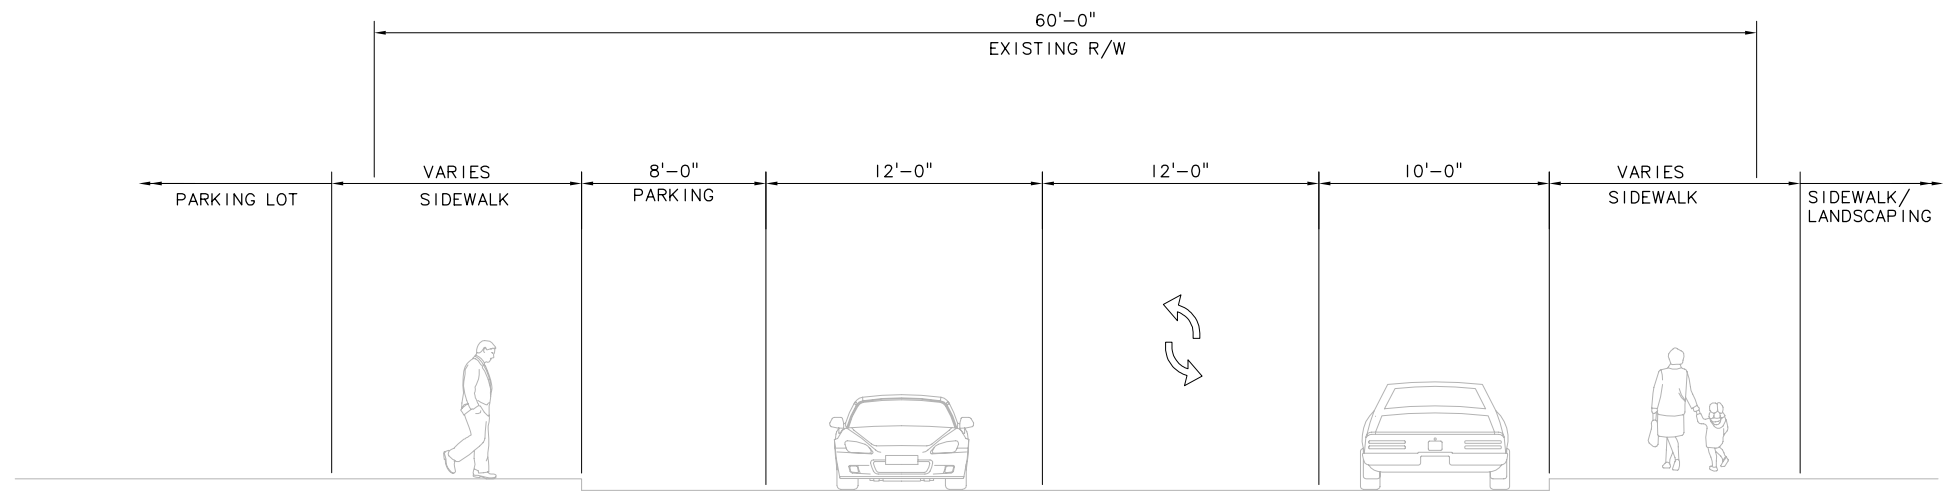 60'-0"
EXISTING R/W
VARIES
8'-0"
12'-0"
12'-0"
10'-0"
VARIES
PARKING LOT
SIDEWALK
PARKING
SIDEWALK
SIDEWALK/
LANDSCAPING